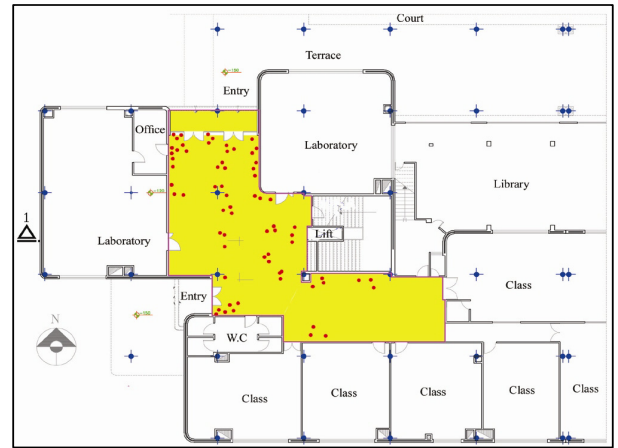 Court
Terrace
Entry
Office
Laboratory
Library
1
Laboratory
Lift
Class
Entry
N
W.C
Class
Class
Class
Class
Class